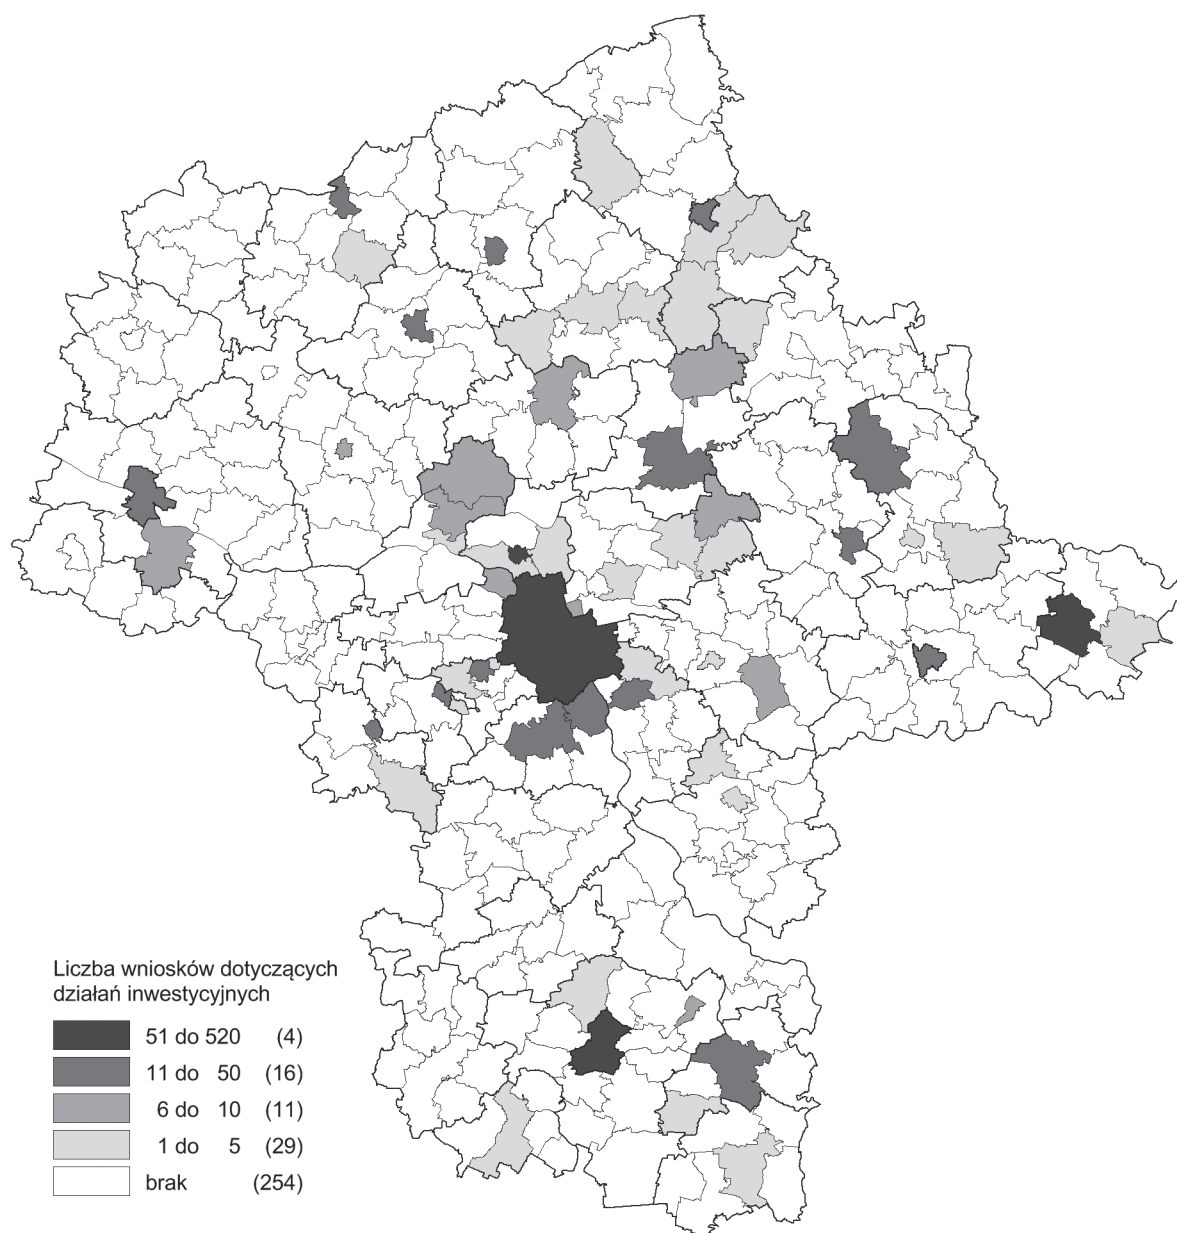 Liczba wniosków dotyczących
działań inwestycyjnych
51 do 520 (4)
11 do 50 (16)
6 do 10 (11)
1 do 5 (29)
brak (254)